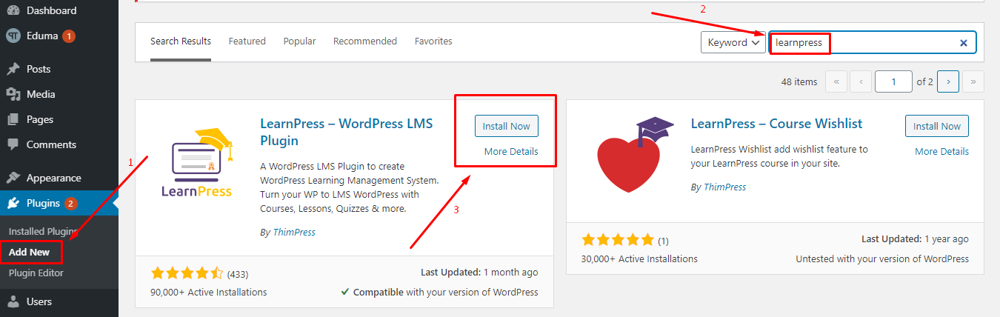 Dashboard
Eduma 1
Posts
Media
Pages
Comments
Appearance
Plugins 2
Installed Plugins
Add New
Plugin Editor
Users
1
2
Search Results Featured Popular Recommended Favorites Keyword learnpress
48 items « ‹ 1 of 2 › »
LearnPress
LearnPress – WordPress LMS
Plugin
Install Now
More Details
A WordPress LMS Plugin to create
WordPress Learning Management System.
Turn your WP to LMS WordPress with
Courses, Lessons, Quizzes & more.
By ThimPress
3
(433)
Last Updated: 1 month ago
90,000+ Active Installations
Compatible with your version of WordPress
LearnPress – Course Wishlist
Install Now
More Details
LearnPress Wishlist add wishlist feature to
your LearnPress course in your site.
By ThimPress
(1)
Last Updated: 1 year ago
30,000+ Active Installations
Untested with your version of WordPress